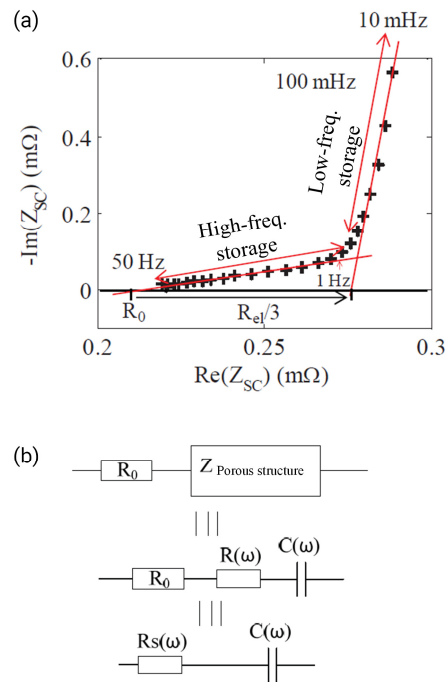 (a)
10 mHz
0.6
100 mHz
Low-freq.
storage
0.4
-Im(Z_SC) (mΩ)
High-freq.
storage
0.2
50 Hz
1 Hz
0
R₀
R_el/3
0.2
0.25
0.3
Re(Z_SC) (mΩ)
(b)
R₀
Z Porous structure
R(ω)
C(ω)
R₀
Rs(ω)
C(ω)